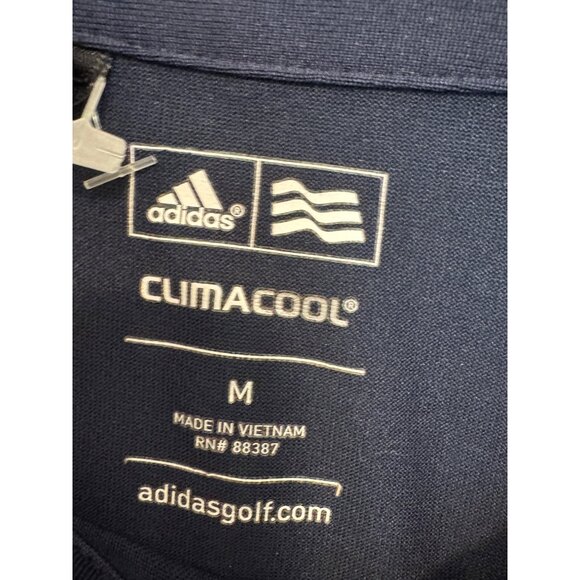 adidas®
CLIMACOOL®
M
MADE IN VIETNAM
RN# 88387
adidasgolf.com